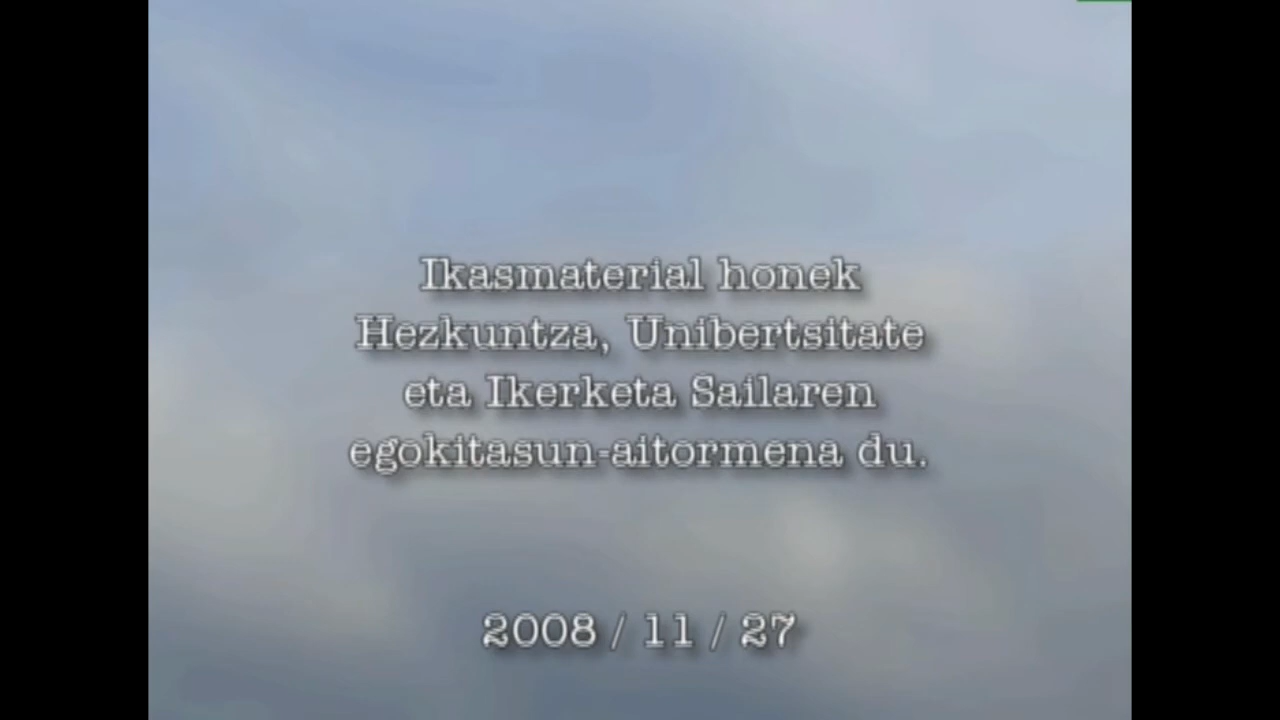 Ikasmaterial honek
Hezkuntza, Unibertsitate
eta Ikerketa Sailaren
egokitasun-aitormena du.
2008 / 11 / 27